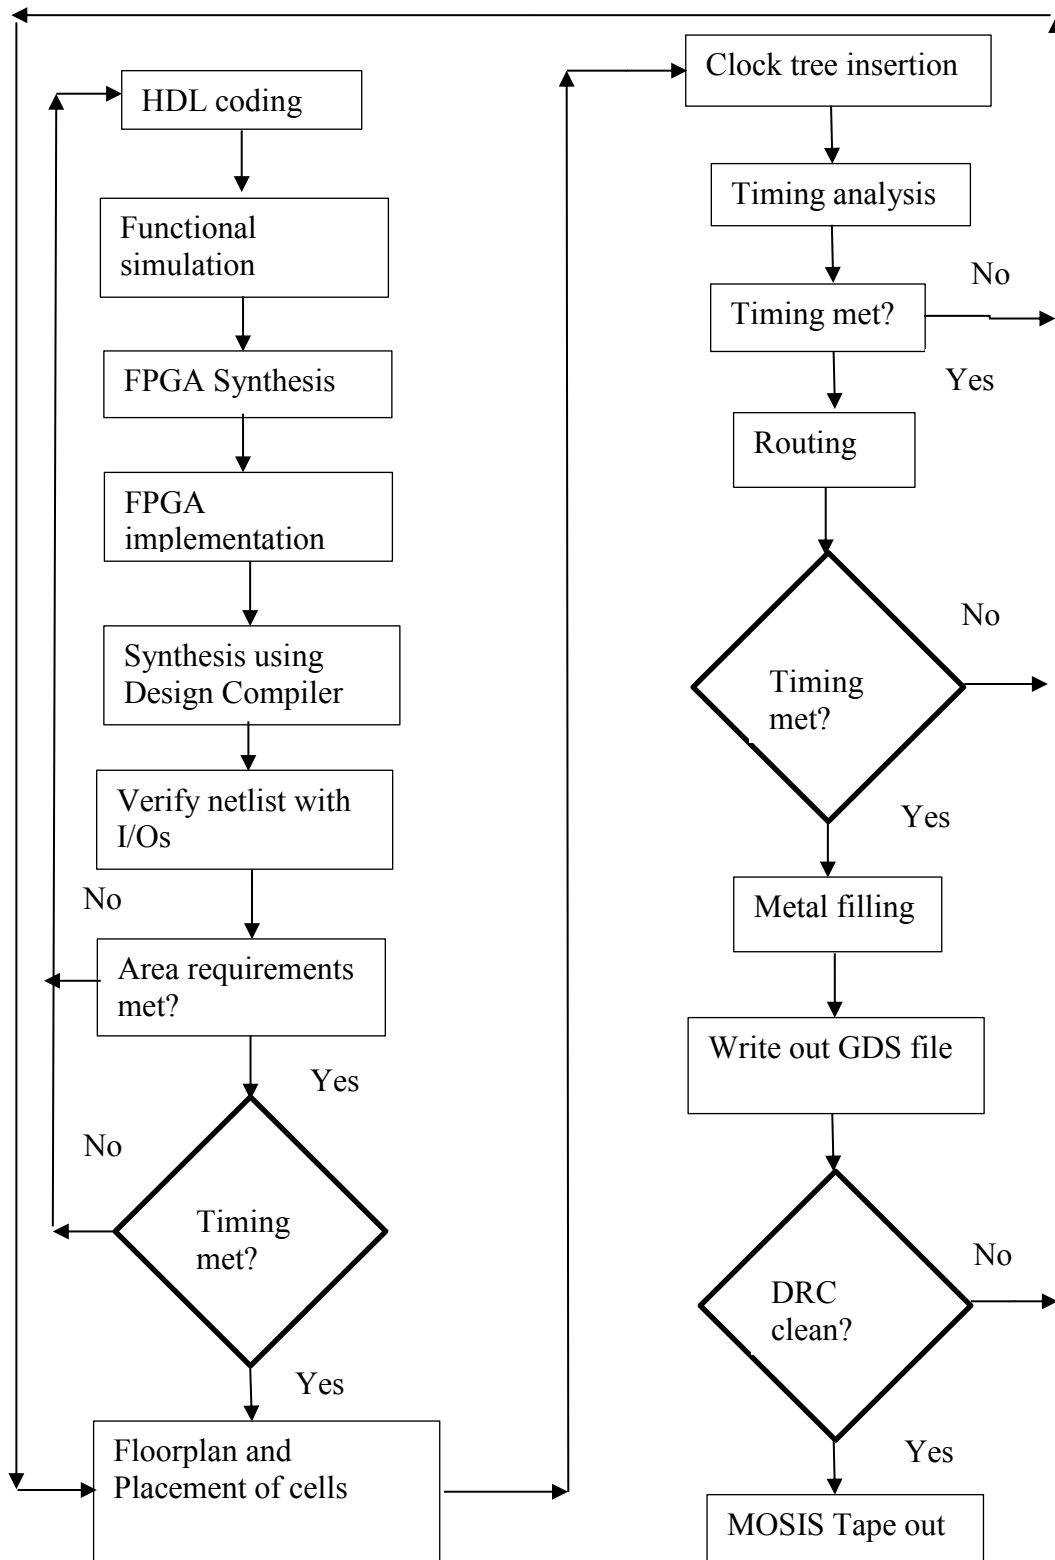 HDL coding
Functional
simulation
FPGA Synthesis
FPGA
implementation
Synthesis using
Design Compiler
Verify netlist with
I/Os
No
Area requirements
met?
Yes
No
Timing
met?
Yes
Floorplan and
Placement of cells
Clock tree insertion
Timing analysis
No
Timing met?
Yes
Routing
No
Timing
met?
Yes
Metal filling
Write out GDS file
No
DRC
clean?
Yes
MOSIS Tape out